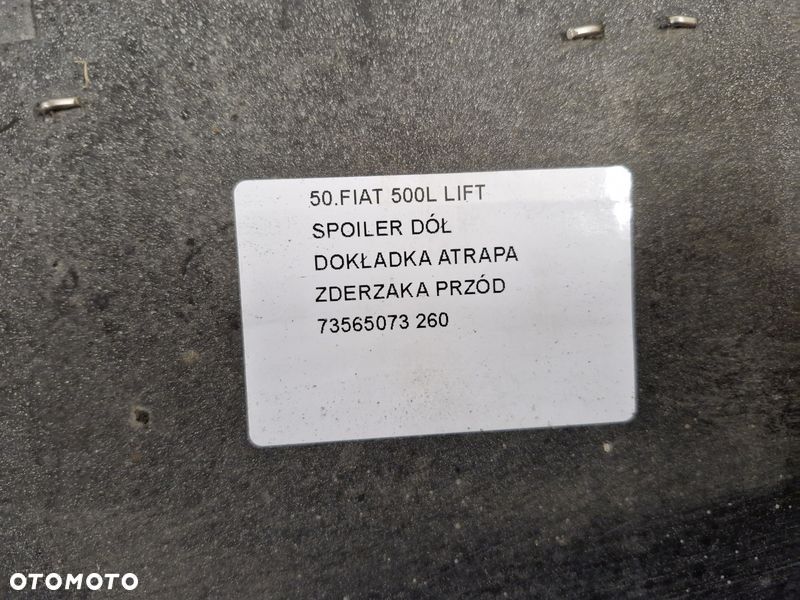 50.FIAT 500L LIFT
SPOILER DÓŁ
DOKŁADKA ATRAPA
ZDERZAKA PRZÓD
73565073 260
OTOMOTO